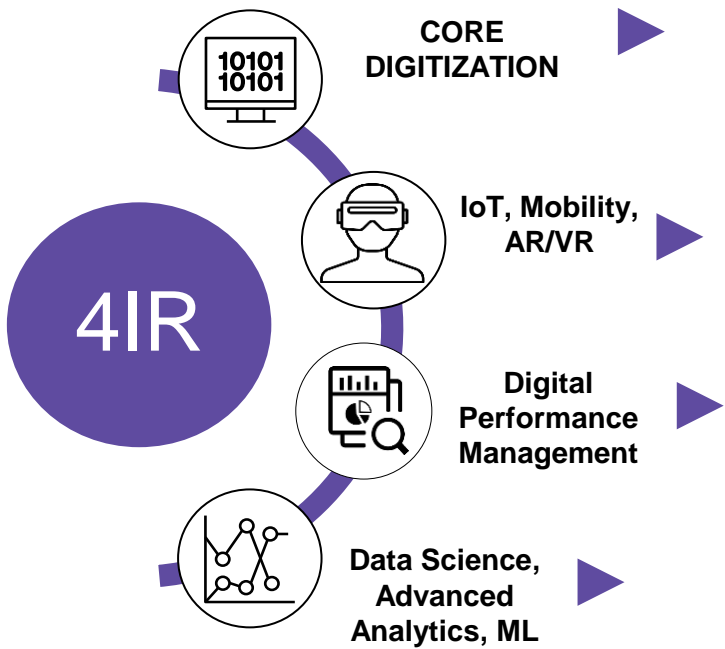 CORE
DIGITIZATION
10101
10101
IoT, Mobility,
AR/VR
4IR
Digital
Performance
Management
Data Science,
Advanced
Analytics, ML